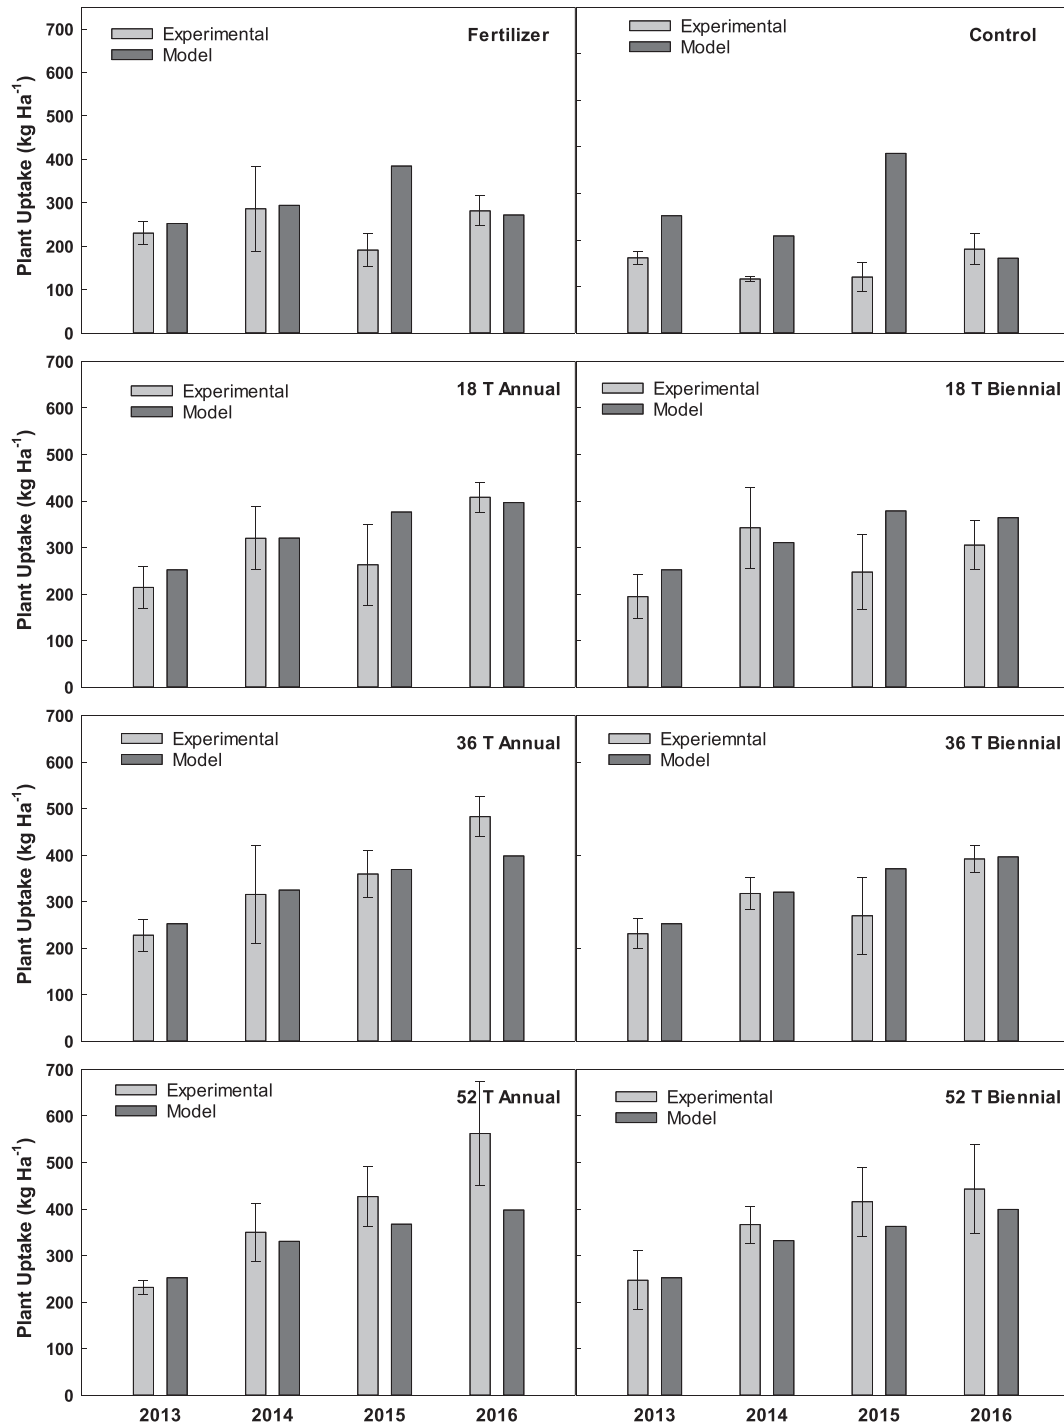 Fertilizer
Experimental
Model
Plant Uptake (kg Ha-1)
700
600
500
400
300
200
100
0
Control
Experimental
Model
18 T Annual
Experimental
Model
Plant Uptake (kg Ha-1)
700
600
500
400
300
200
100
0
18 T Biennial
Experimental
Model
36 T Annual
Experimental
Model
Plant Uptake (kg Ha-1)
700
600
500
400
300
200
100
0
36 T Biennial
Experiemntal
Model
52 T Annual
Experimental
Model
Plant Uptake (kg Ha-1)
700
600
500
400
300
200
100
0
52 T Biennial
Experimental
Model
2013 2014 2015 2016 2013 2014 2015 2016